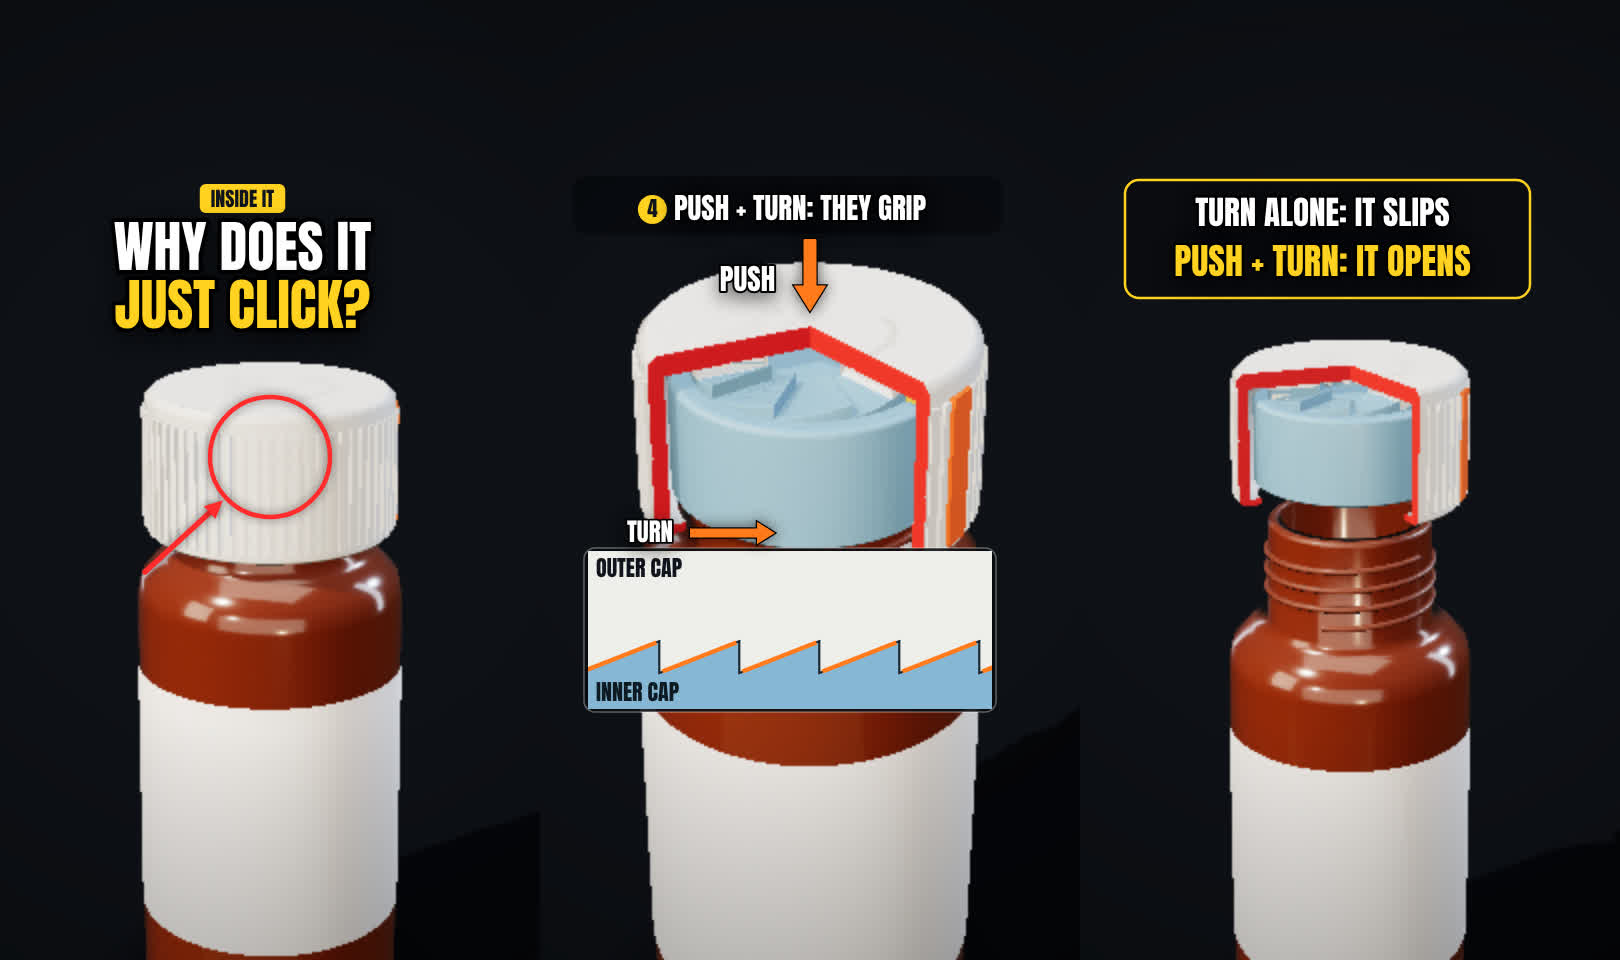 INSIDE IT
WHY DOES IT
JUST CLICK?
4 PUSH + TURN: THEY GRIP
PUSH
TURN
OUTER CAP
INNER CAP
TURN ALONE: IT SLIPS
PUSH + TURN: IT OPENS